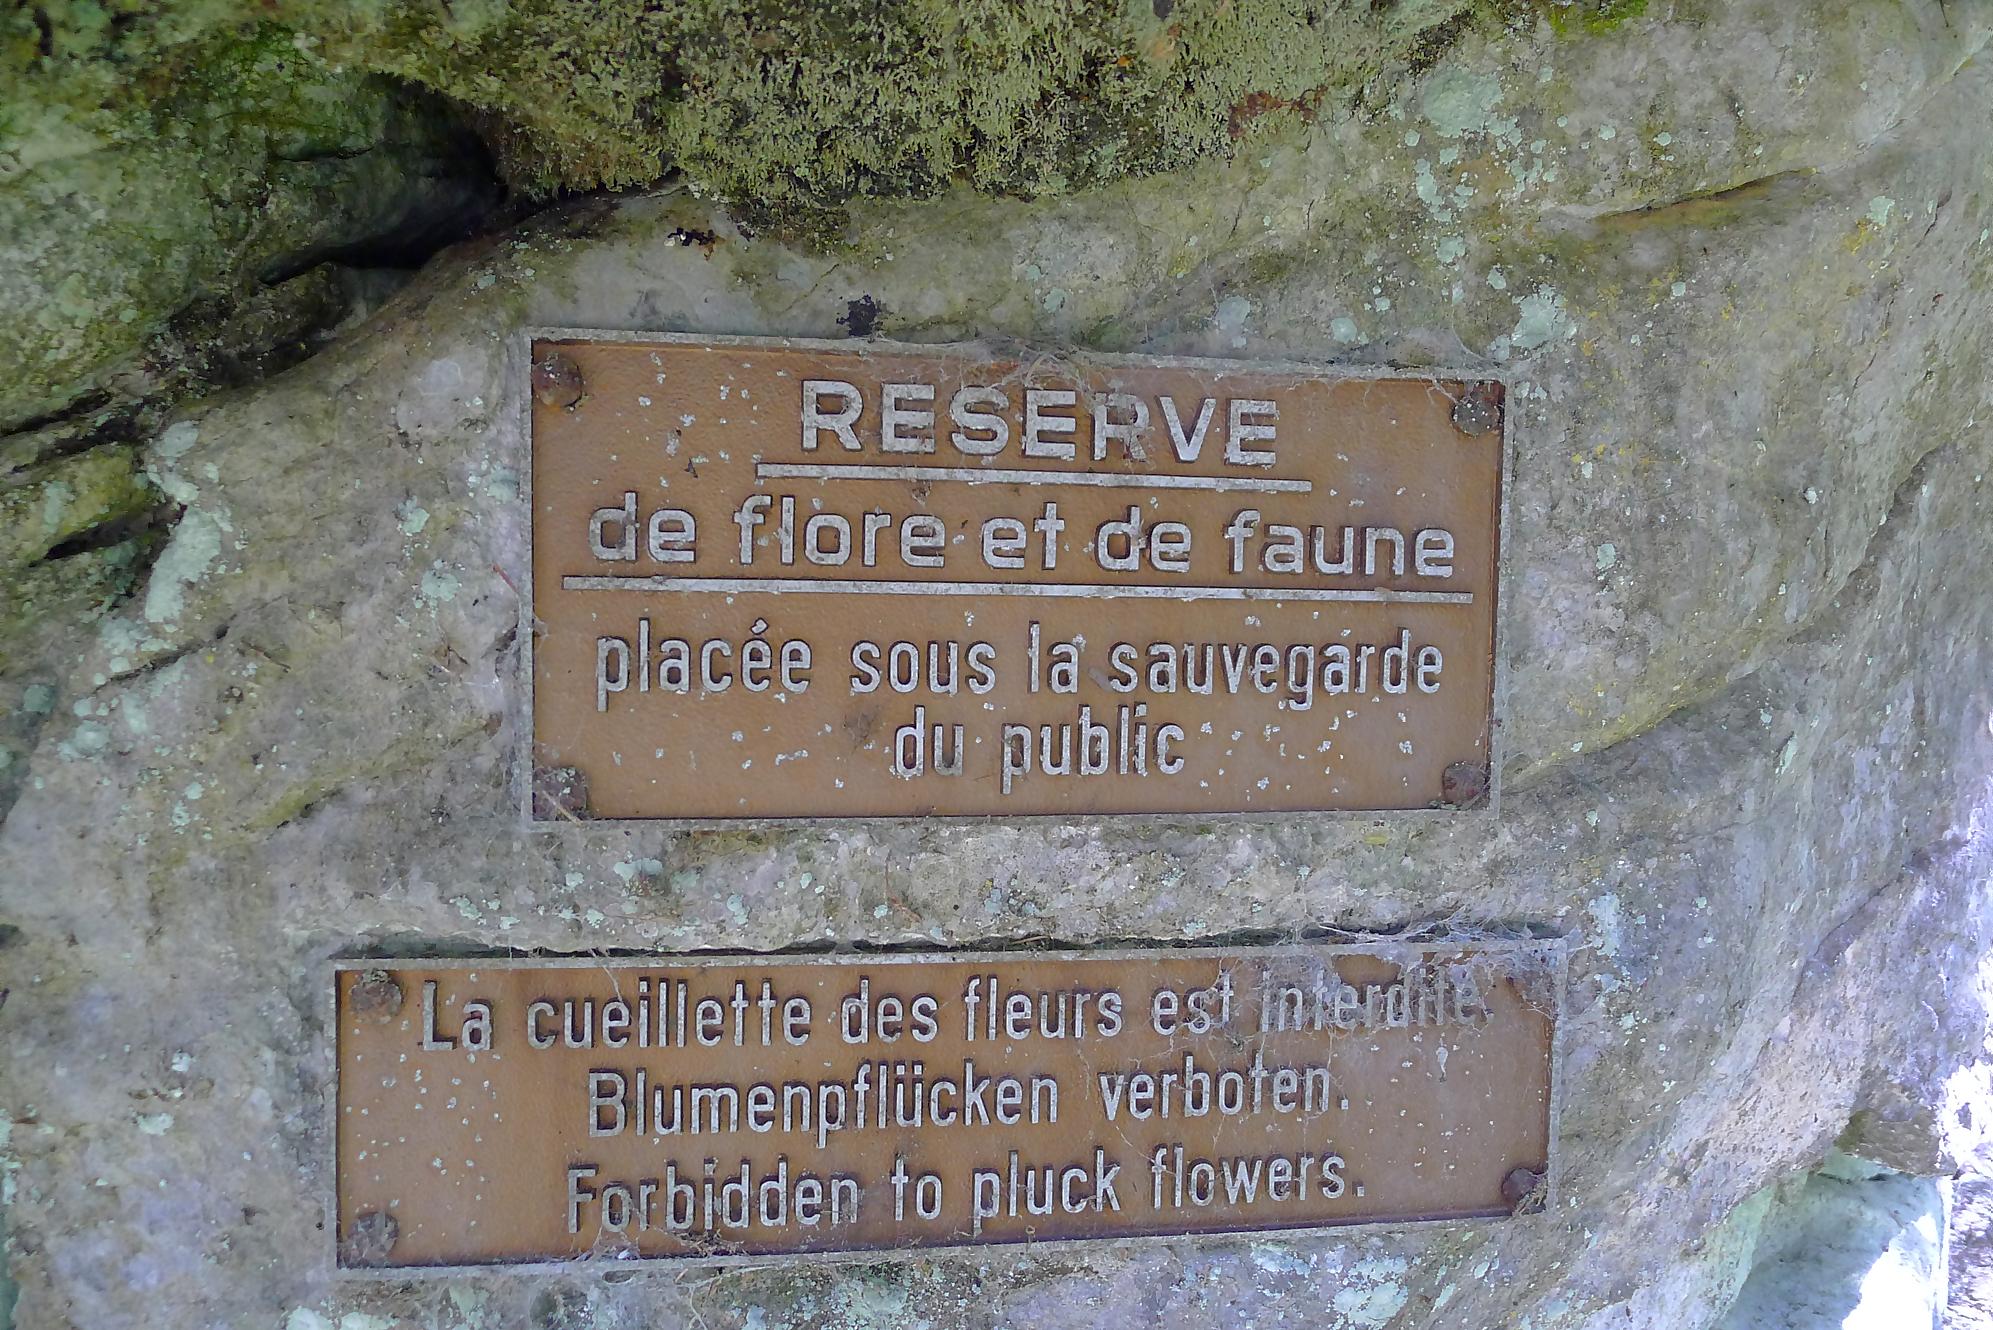 RESERVE
de flore et de faune
placée sous la sauvegarde
du public
La cueillette des fleurs est interdite.
Blumenpflücken verboten.
Forbidden to pluck flowers.